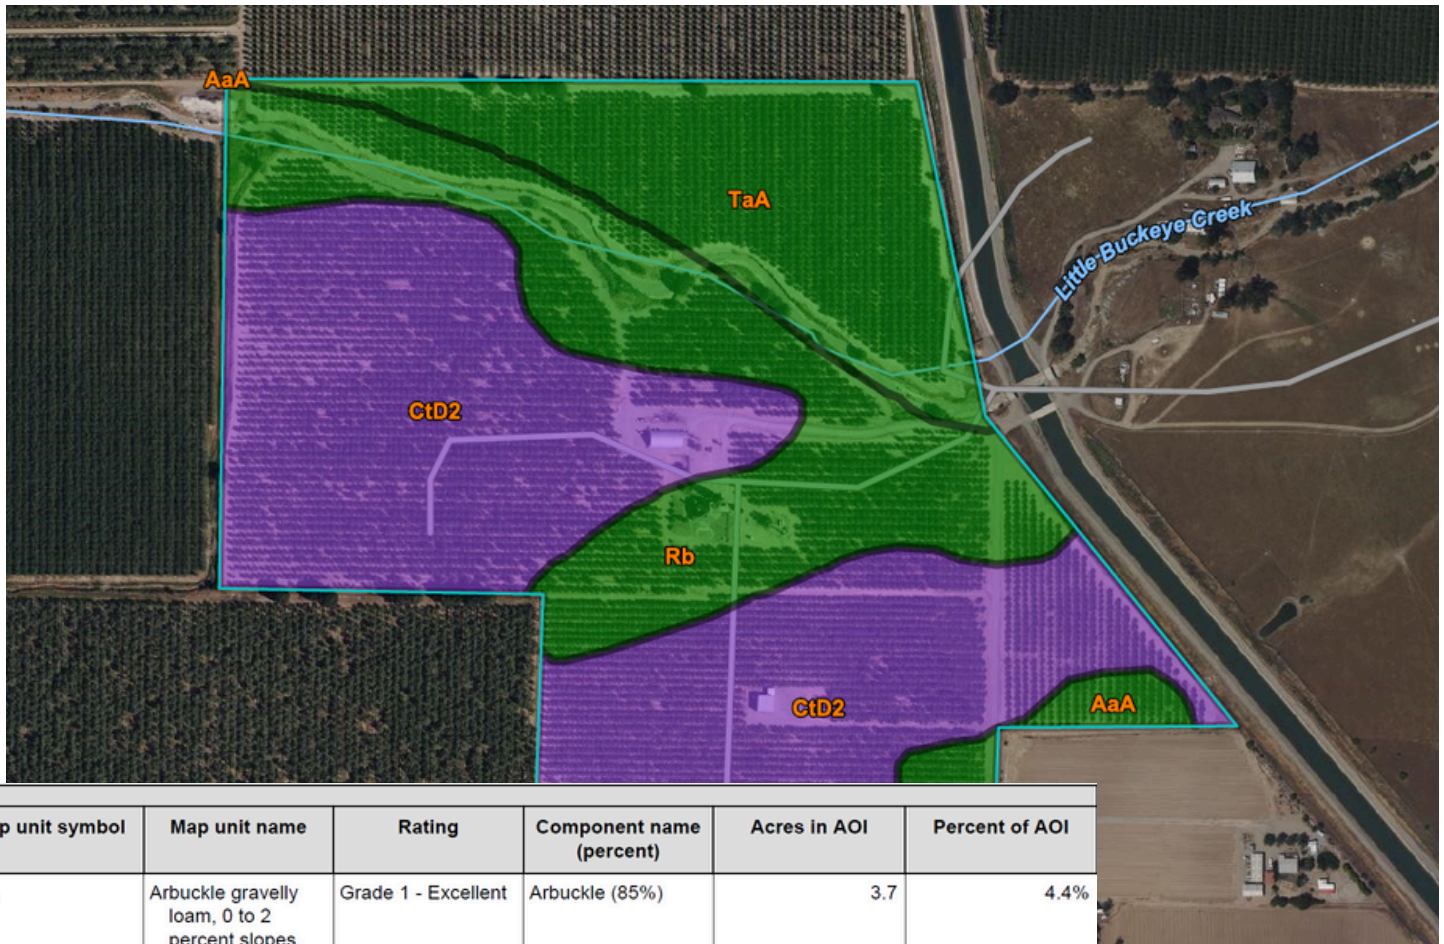 AaA
TaA
Little Buckeye Creek
CtD2
Rb
CtD2
AaA
p unit symbol
Map unit name
Rating
Component name
(percent)
Acres in AOI
Percent of AOI
Arbuckle gravelly
loam, 0 to 2
percent slopes
Grade 1 - Excellent
Arbuckle (85%)
3.7
4.4%